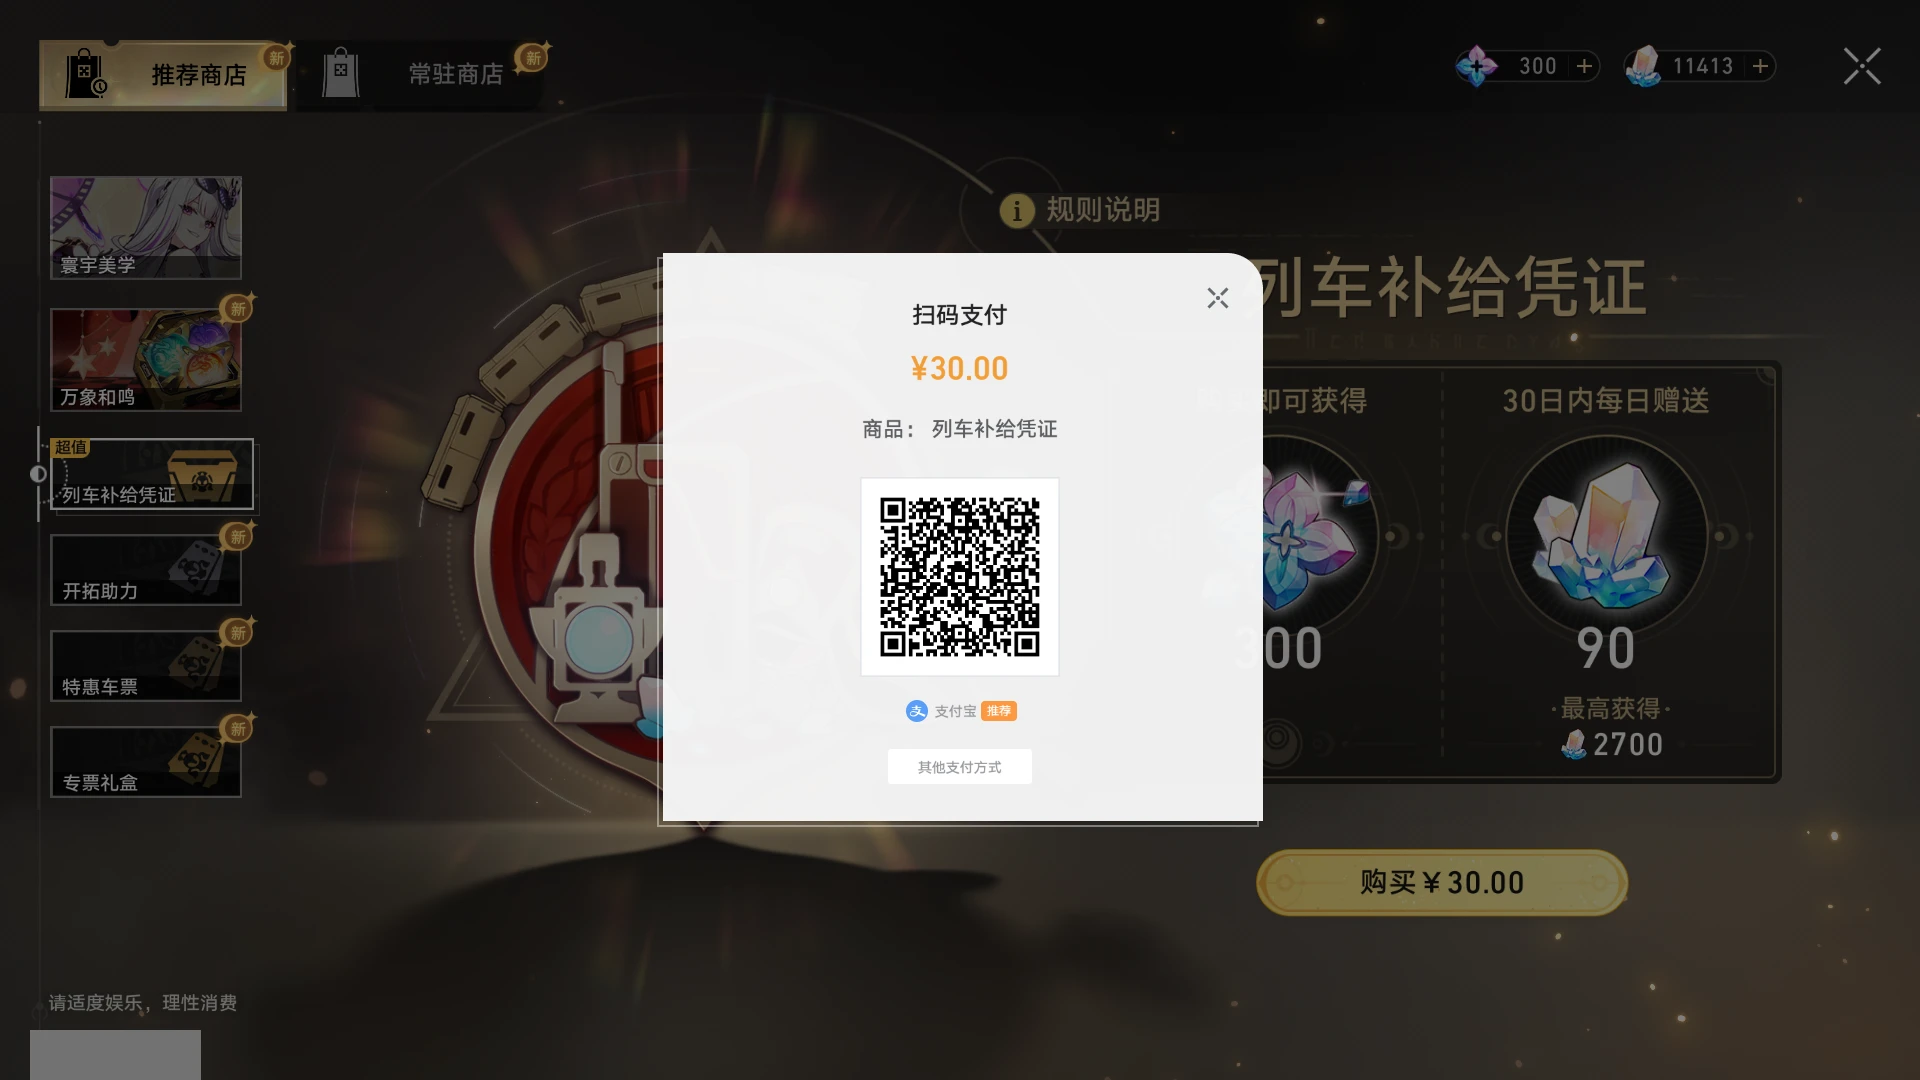 推荐商店
新
常驻商店
新
300
11413
规则说明
寰宇美学
新
万象和鸣
超值
列车补给凭证
新
开拓助力
新
特惠车票
新
专票礼盒
请适度娱乐，理性消费
列车补给凭证
即可获得
30日内每日赠送
300
90
·最高获得·
2700
购买￥30.00
扫码支付
¥30.00
商品： 列车补给凭证
支 支付宝 推荐
其他支付方式